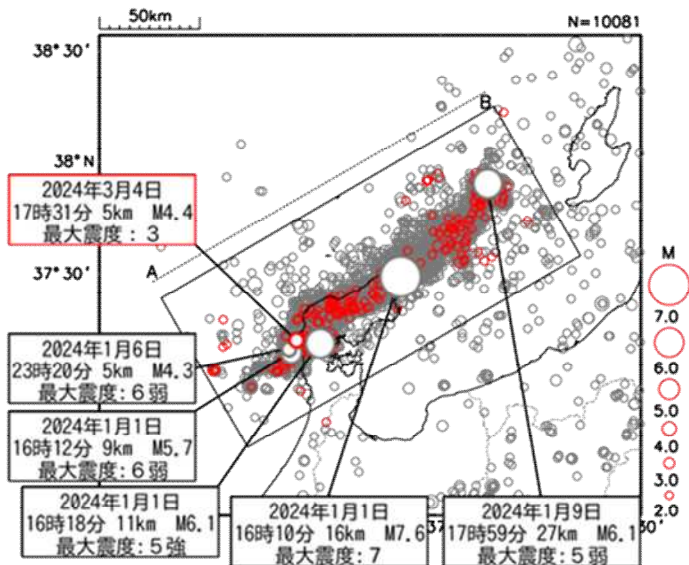 50km
N=10081
38°30′
B
38°N
2024年3月4日
17時31分 5km M4.4
最大震度：3
A
37°30′
M
7.0
6.0
5.0
4.0
3.0
2.0
2024年1月6日
23時20分 5km M4.3
最大震度：6弱
2024年1月1日
16時12分 9km M5.7
最大震度：6弱
2024年1月1日
16時18分 11km M6.1
最大震度：5強
2024年1月1日
16時10分 16km M7.6
最大震度：7
37
2024年1月9日
17時59分 27km M6.1
最大震度：5弱
30′